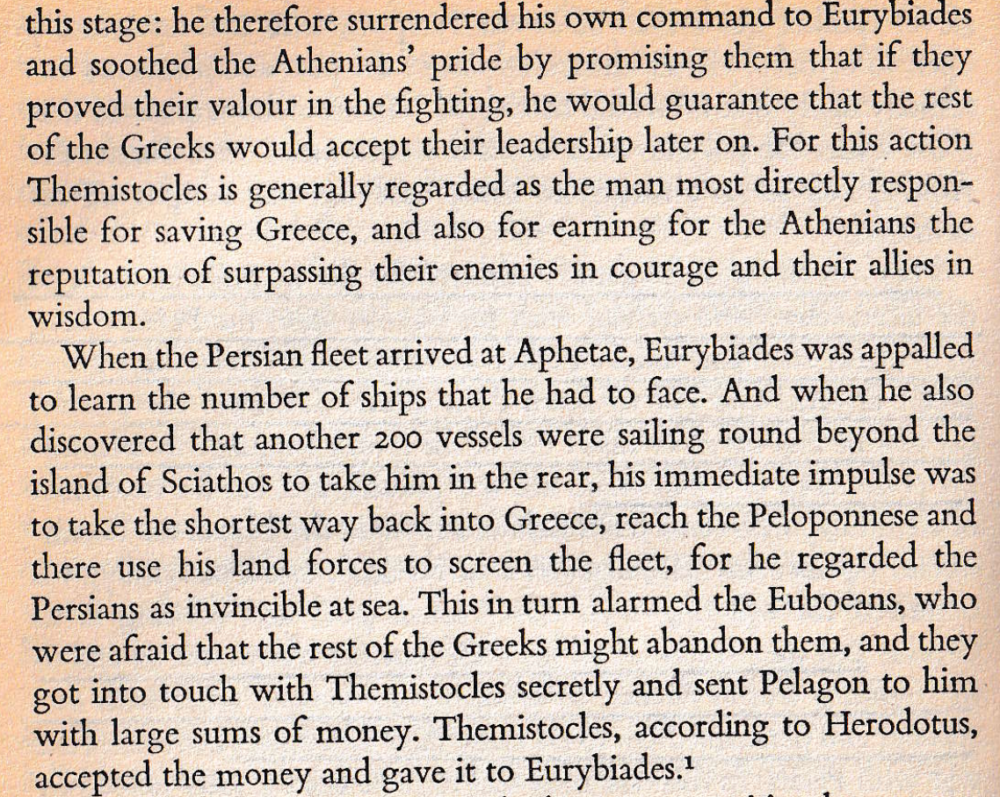 this stage: he therefore surrendered his own command to Eurybiades
and soothed the Athenians’ pride by promising them that if they
proved their valour in the fighting, he would guarantee that the rest
of the Greeks would accept their leadership later on. For this action
Themistocles is generally regarded as the man most directly respon-
sible for saving Greece, and also for earning for the Athenians the
reputation of surpassing their enemies in courage and their allies in
wisdom.
When the Persian fleet arrived at Aphetae, Eurybiades was appalled
to learn the number of ships that he had to face. And when he also
discovered that another 200 vessels were sailing round beyond the
island of Sciathos to take him in the rear, his immediate impulse was
to take the shortest way back into Greece, reach the Peloponnese and
there use his land forces to screen the fleet, for he regarded the
Persians as invincible at sea. This in turn alarmed the Euboeans, who
were afraid that the rest of the Greeks might abandon them, and they
got into touch with Themistocles secretly and sent Pelagon to him
with large sums of money. Themistocles, according to Herodotus,
accepted the money and gave it to Eurybiades.¹